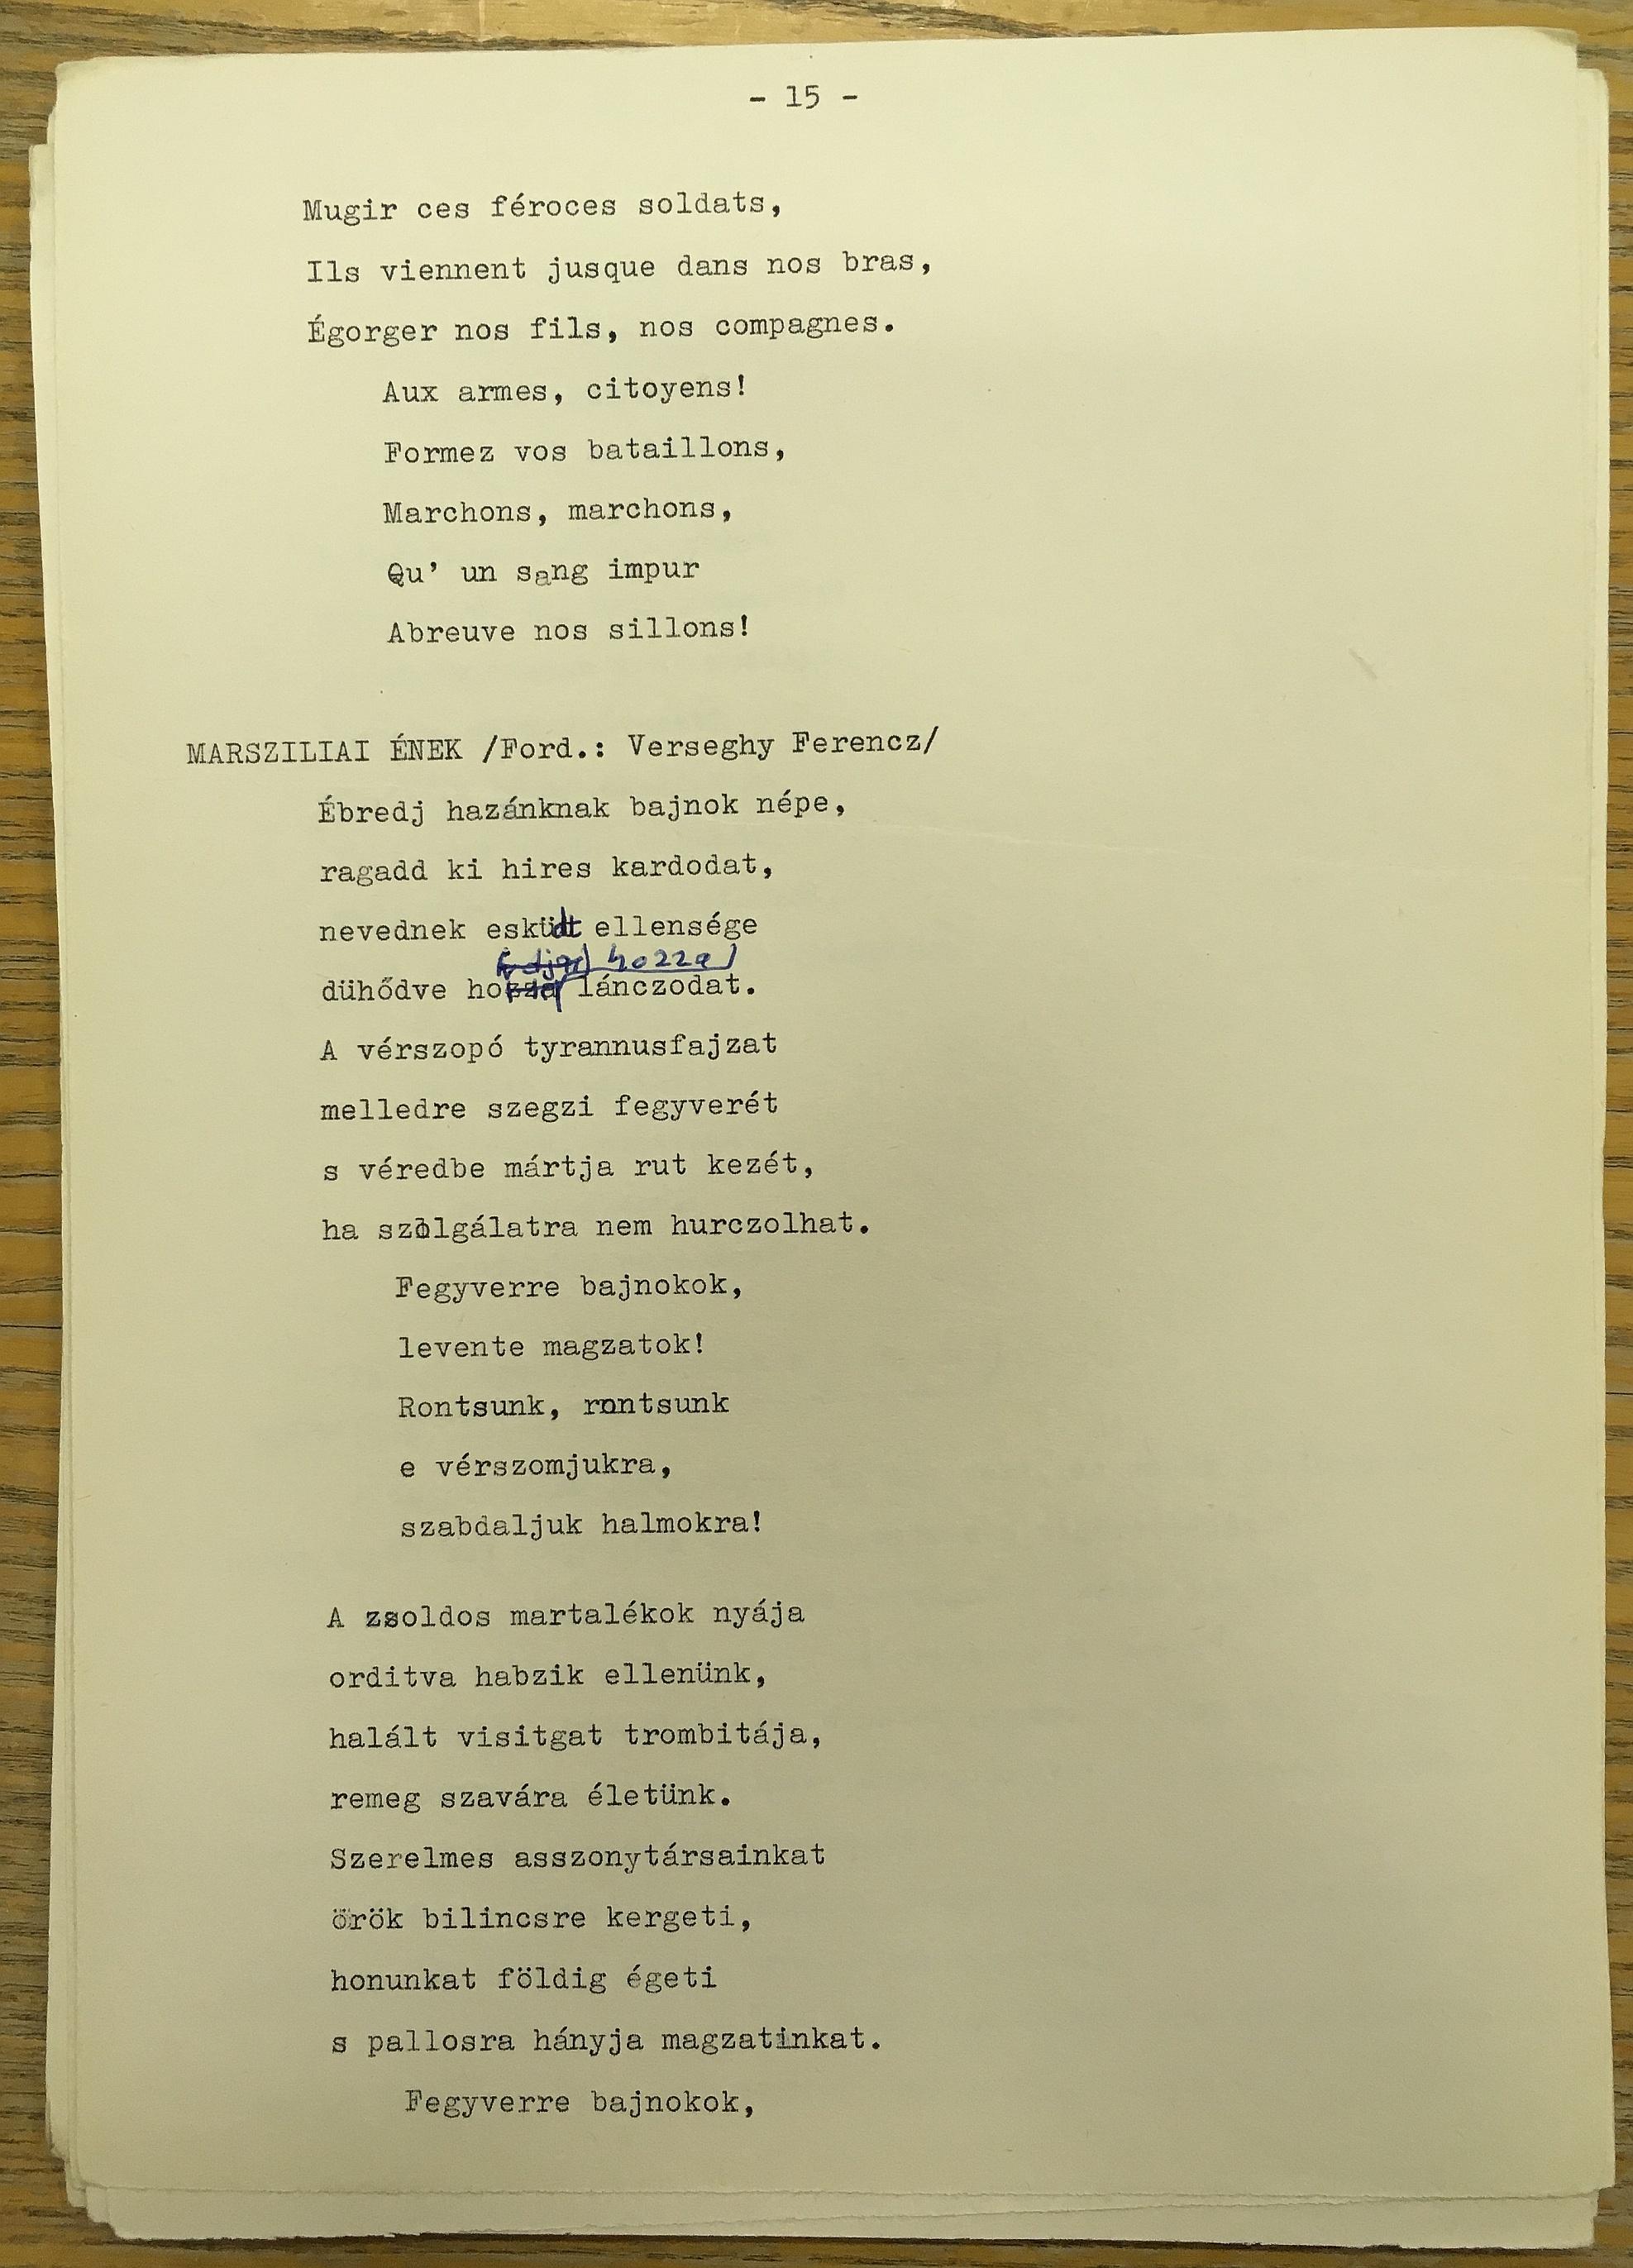 - 15 -
Mugir ces féroces soldats,
Ils viennent jusque dans nos bras,
Égorger nos fils, nos compagnes.
Aux armes, citoyens!
Formez vos bataillons,
Marchons, marchons,
Qu' un sang impur
Abreuve nos sillons!
MARSZILIAI ÉNEK /Ford.: Verseghy Ferencz/
Ébredj hazánknak bajnok népe,
ragadd ki hires kardodat,
nevednek esküdt ellensége
hozza
dühődve lánczodat.
A vérszopó tyrannusfajzat
melledre szegzi fegyverét
s véredbe mártja rut kezét,
ha szolgálatra nem hurczolhat.
Fegyverre bajnokok,
levente magzatok!
Rontsunk, rontsunk
e vérszomjukra,
szabdaljuk halmokra!
A zsoldos martalékok nyája
orditva habzik ellenünk,
halált visitgat trombitája,
remeg szavára életünk.
Szerelmes asszonytársainkat
örök bilincsre kergeti,
honunkat földig égeti
s pallosra hányja magzatinkat.
Fegyverre bajnokok,